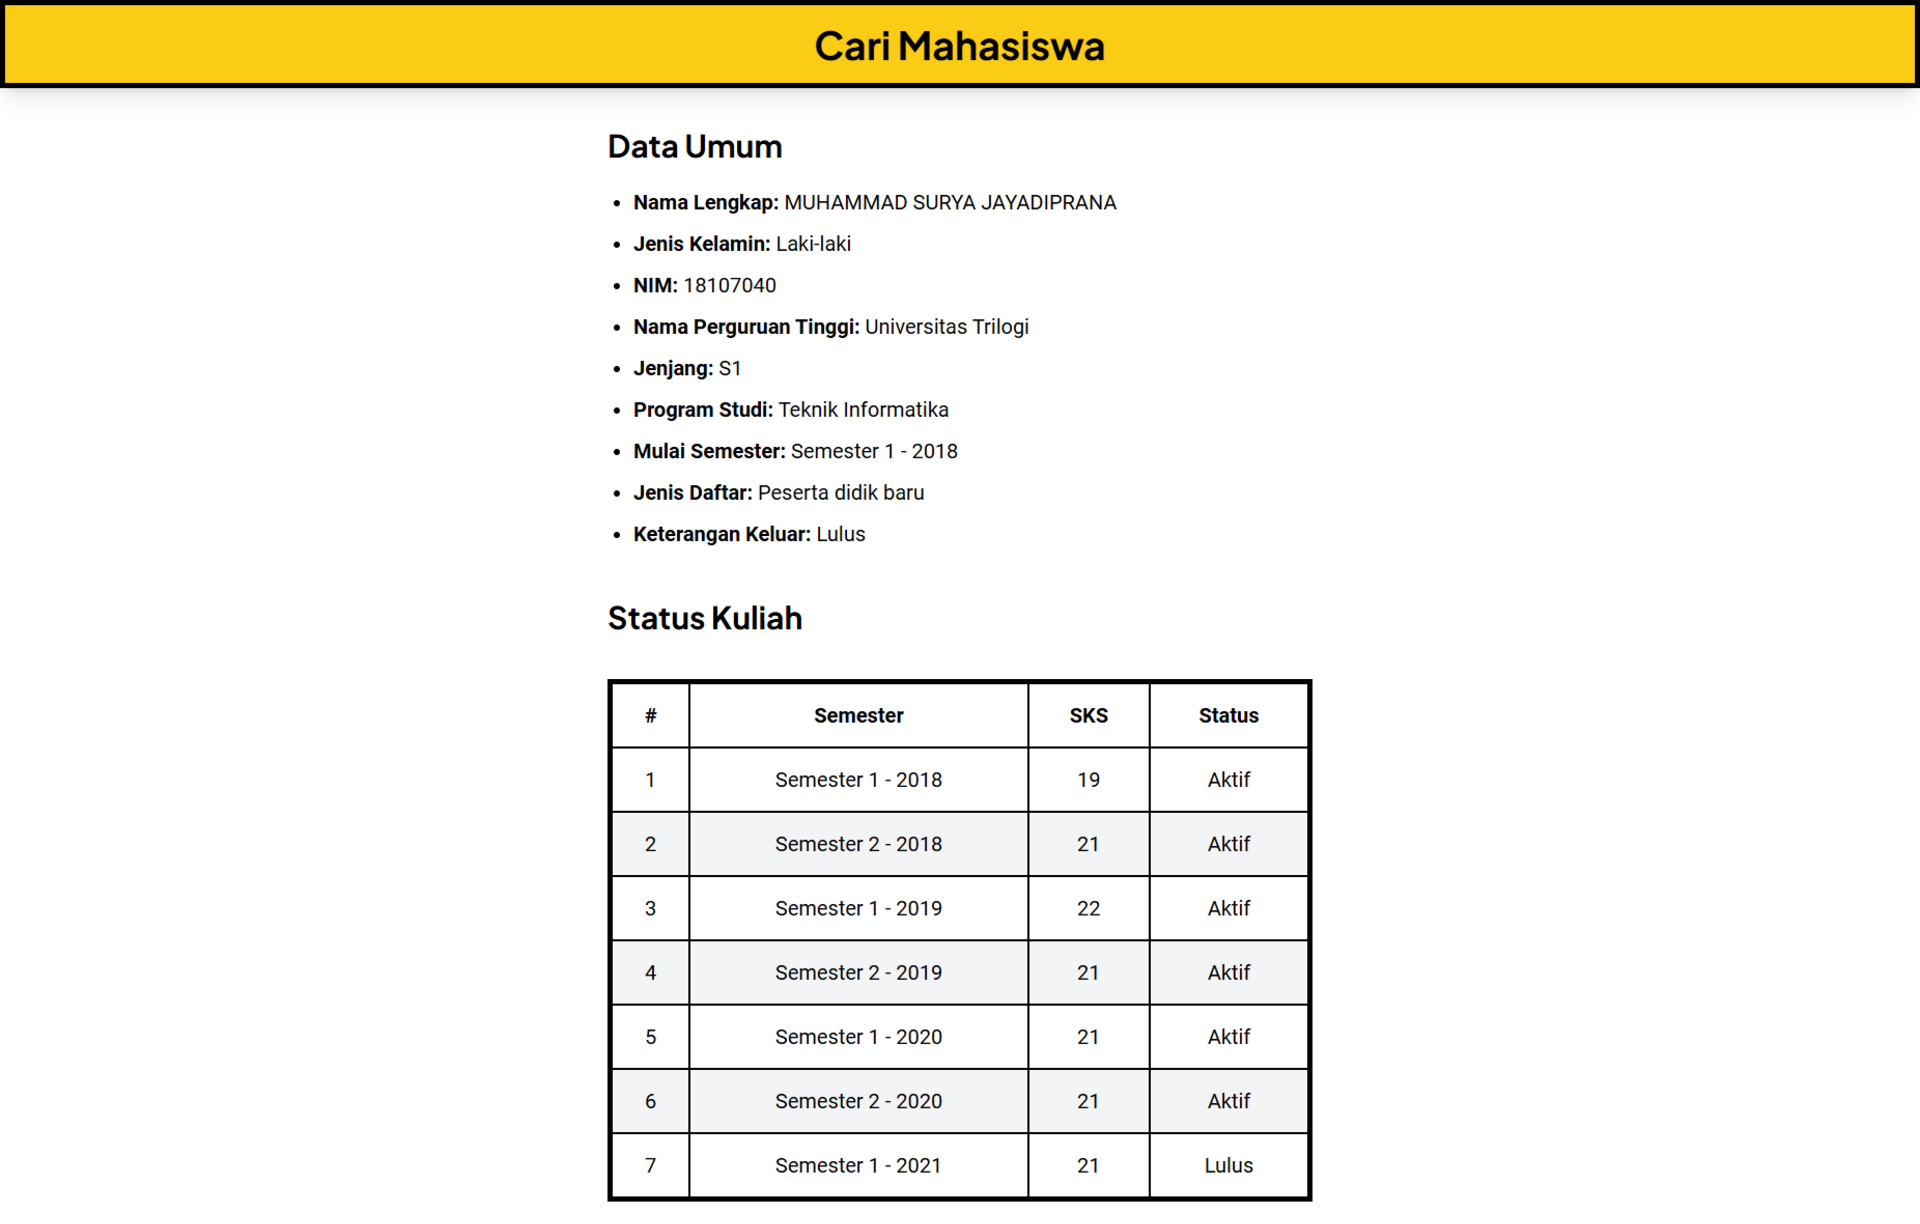 Cari Mahasiswa
Data Umum
• Nama Lengkap: MUHAMMAD SURYA JAYADIPRANA
• Jenis Kelamin: Laki-laki
• NIM: 18107040
• Nama Perguruan Tinggi: Universitas Trilogi
• Jenjang: S1
• Program Studi: Teknik Informatika
• Mulai Semester: Semester 1 - 2018
• Jenis Daftar: Peserta didik baru
• Keterangan Keluar: Lulus
Status Kuliah
# Semester SKS Status
1 Semester 1 - 2018 19 Aktif
2 Semester 2 - 2018 21 Aktif
3 Semester 1 - 2019 22 Aktif
4 Semester 2 - 2019 21 Aktif
5 Semester 1 - 2020 21 Aktif
6 Semester 2 - 2020 21 Aktif
7 Semester 1 - 2021 21 Lulus